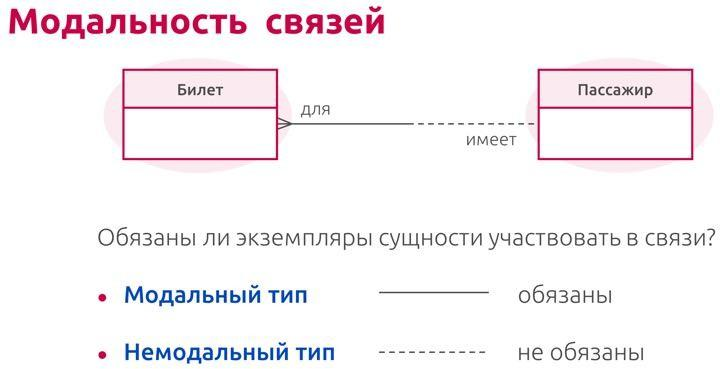 Модальность связей
Билет
Пассажир
для
имеет
Обязаны ли экземпляры сущности участвовать в связи?
• Модальный тип обязаны
• Немодальный тип не обязаны